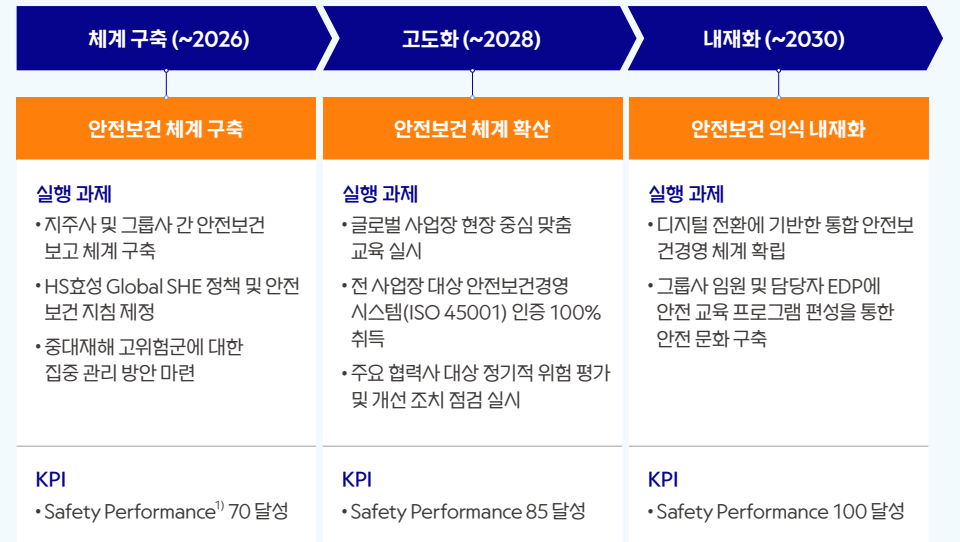 체계 구축 (~2026)
고도화 (~2028)
내재화 (~2030)
안전보건 체계 구축
안전보건 체계 확산
안전보건 의식 내재화
실행 과제
• 지주사 및 그룹사 간 안전보건
보고 체계 구축
• HS효성 Global SHE 정책 및 안전
보건 지침 제정
• 중대재해 고위험군에 대한
집중 관리 방안 마련
KPI
• Safety Performance¹⁾ 70 달성
실행 과제
• 글로벌 사업장 현장 중심 맞춤
교육 실시
• 전 사업장 대상 안전보건경영
시스템(ISO 45001) 인증 100%
취득
• 주요 협력사 대상 정기적 위험 평가
및 개선 조치 점검 실시
KPI
• Safety Performance 85 달성
실행 과제
• 디지털 전환에 기반한 통합 안전보
건경영 체계 확립
• 그룹사 임원 및 담당자 EDP에
안전 교육 프로그램 편성을 통한
안전 문화 구축
KPI
• Safety Performance 100 달성